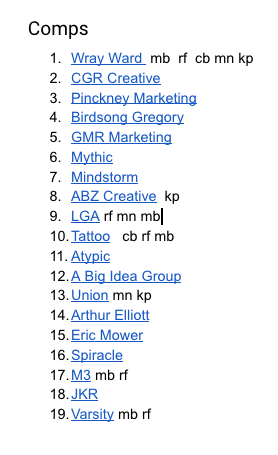 Comps
1. Wray Ward mb rf cb mn kp
2. CGR Creative
3. Pinckney Marketing
4. Birdsong Gregory
5. GMR Marketing
6. Mythic
7. Mindstorm
8. ABZ Creative kp
9. LGA rf mn mb
10. Tattoo cb rf mb
11. Atypic
12. A Big Idea Group
13. Union mn kp
14. Arthur Elliott
15. Eric Mower
16. Spiracle
17. M3 mb rf
18. JKR
19. Varsity mb rf